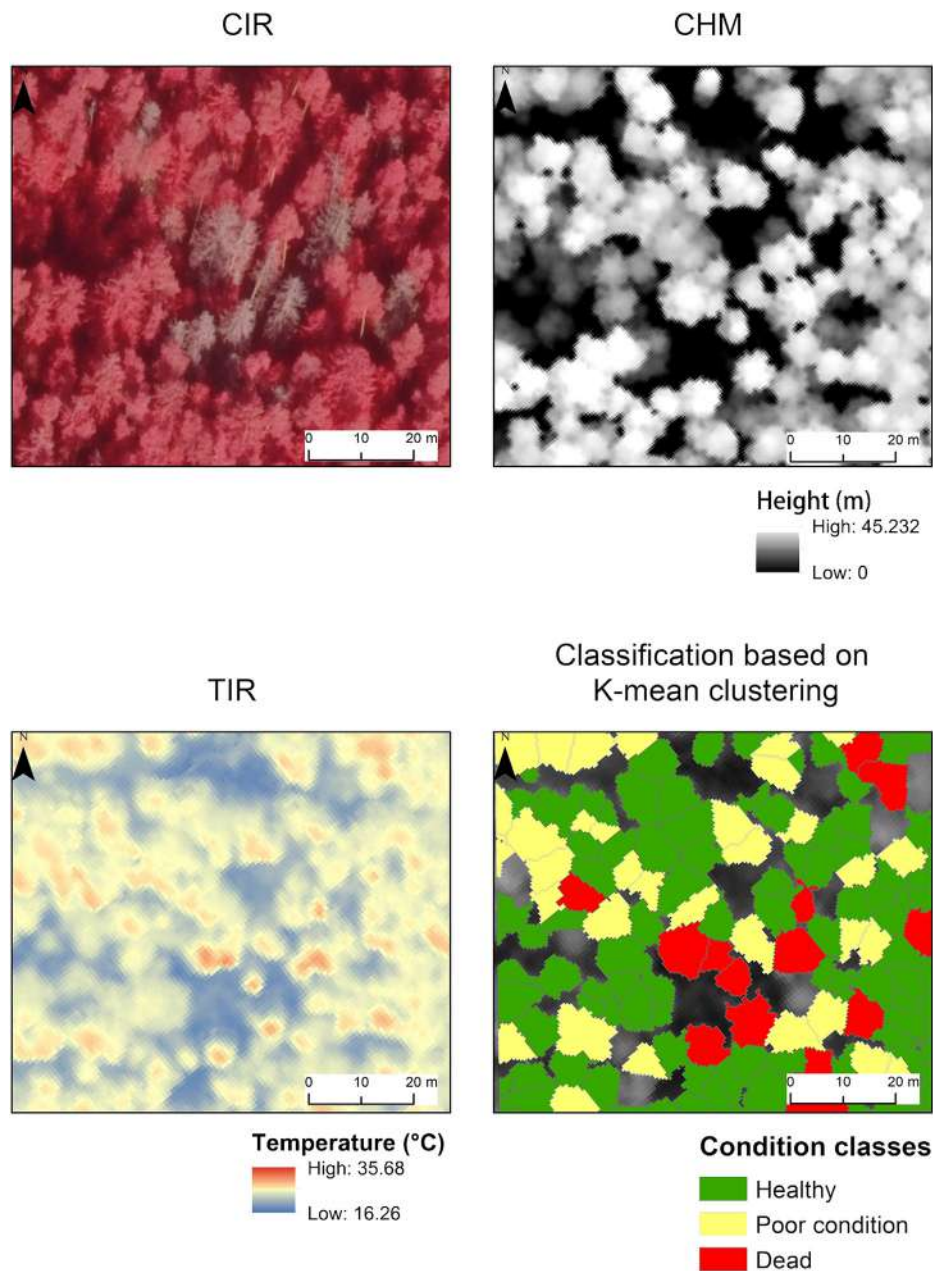 CIR
CHM
N
N
0 10 20 m
0 10 20 m
Height (m)
High: 45.232
Low: 0
TIR
Classification based on
K-mean clustering
N
N
0 10 20 m
0 10 20 m
Temperature (°C)
High: 35.68
Low: 16.26
Condition classes
Healthy
Poor condition
Dead